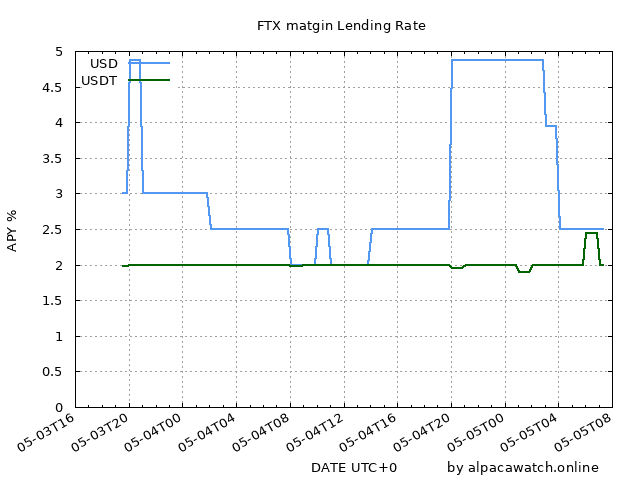 FTX matgin Lending Rate
USD
USDT
5
4.5
4
3.5
3
2.5
2
1.5
1
0.5
0
APY %
05-03T16
05-03T20
05-04T00
05-04T04
05-04T08
05-04T12
05-04T16
05-04T20
05-05T00
05-05T04
05-05T08
DATE UTC+0
by alpacawatch.online